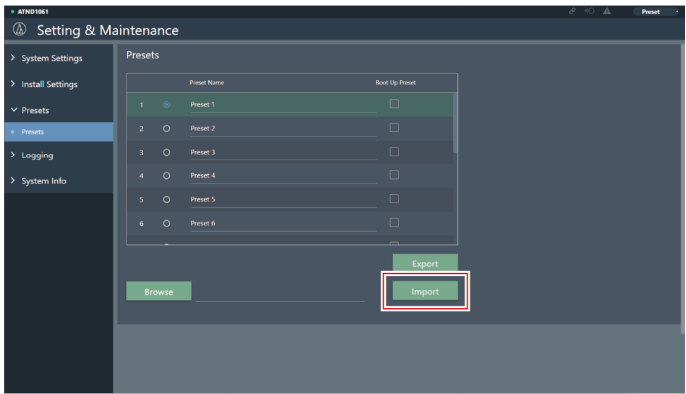 ATND1061
Preset
Setting & Maintenance
System Settings
Install Settings
Presets
Presets
Logging
System Info
Presets
Preset Name Boot Up Preset
1 Preset 1
2 Preset 2
3 Preset 3
4 Preset 4
5 Preset 5
6 Preset 6
Export
Browse
Import